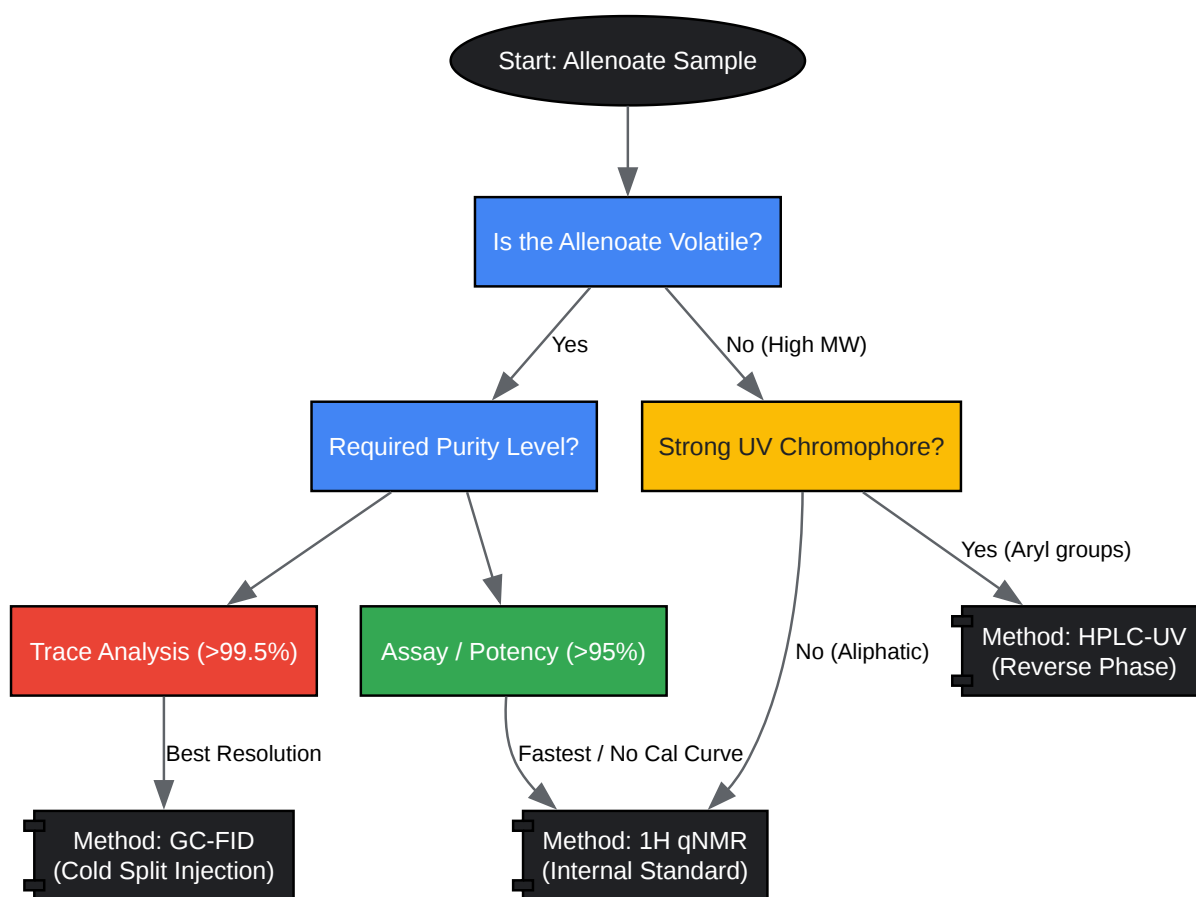 Start: Allenoate Sample
Is the Allenoate Volatile?
Yes
No (High MW)
Required Purity Level?
Strong UV Chromophore?
Yes (Aryl groups)
Trace Analysis (>99.5%)
Assay / Potency (>95%)
No (Aliphatic)
Method: HPLC-UV
(Reverse Phase)
Best Resolution
Fastest / No Cal Curve
Method: GC-FID
(Cold Split Injection)
Method: 1H qNMR
(Internal Standard)